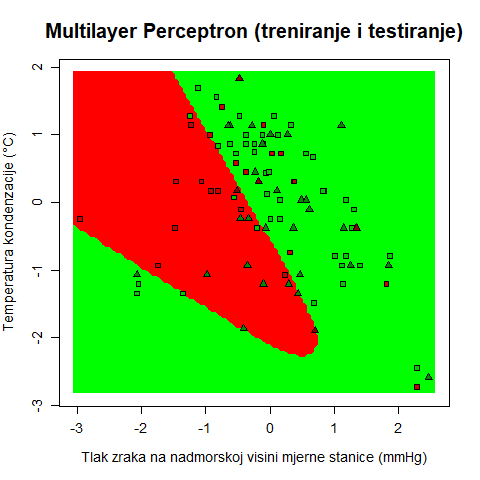 Multilayer Perceptron (treniranje i testiranje)
Temperatura kondenzacije (°C)
2
1
0
-1
-2
-3
-3 -2 -1 0 1 2
Tlak zraka na nadmorskoj visini mjerne stanice (mmHg)